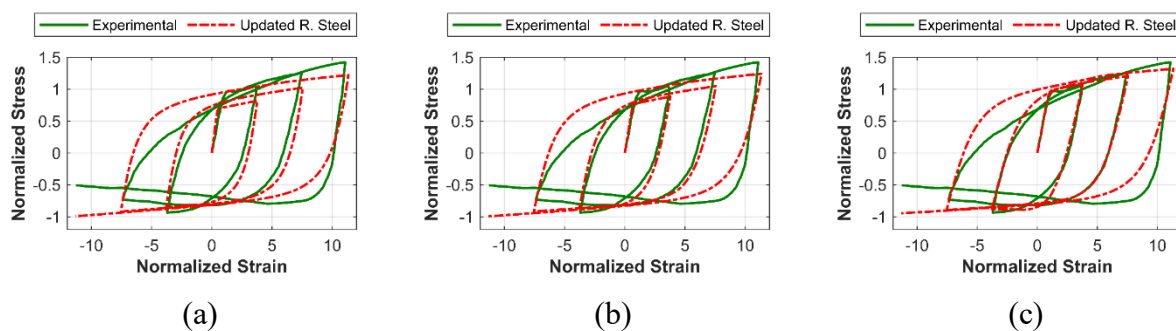 Experimental Updated R. Steel
1.5
1
0.5
0
-0.5
-1
Normalized Stress
-10 -5 0 5 10
Normalized Strain
(a)
Experimental Updated R. Steel
1.5
1
0.5
0
-0.5
-1
Normalized Stress
-10 -5 0 5 10
Normalized Strain
(b)
Experimental Updated R. Steel
1.5
1
0.5
0
-0.5
-1
Normalized Stress
-10 -5 0 5 10
Normalized Strain
(c)